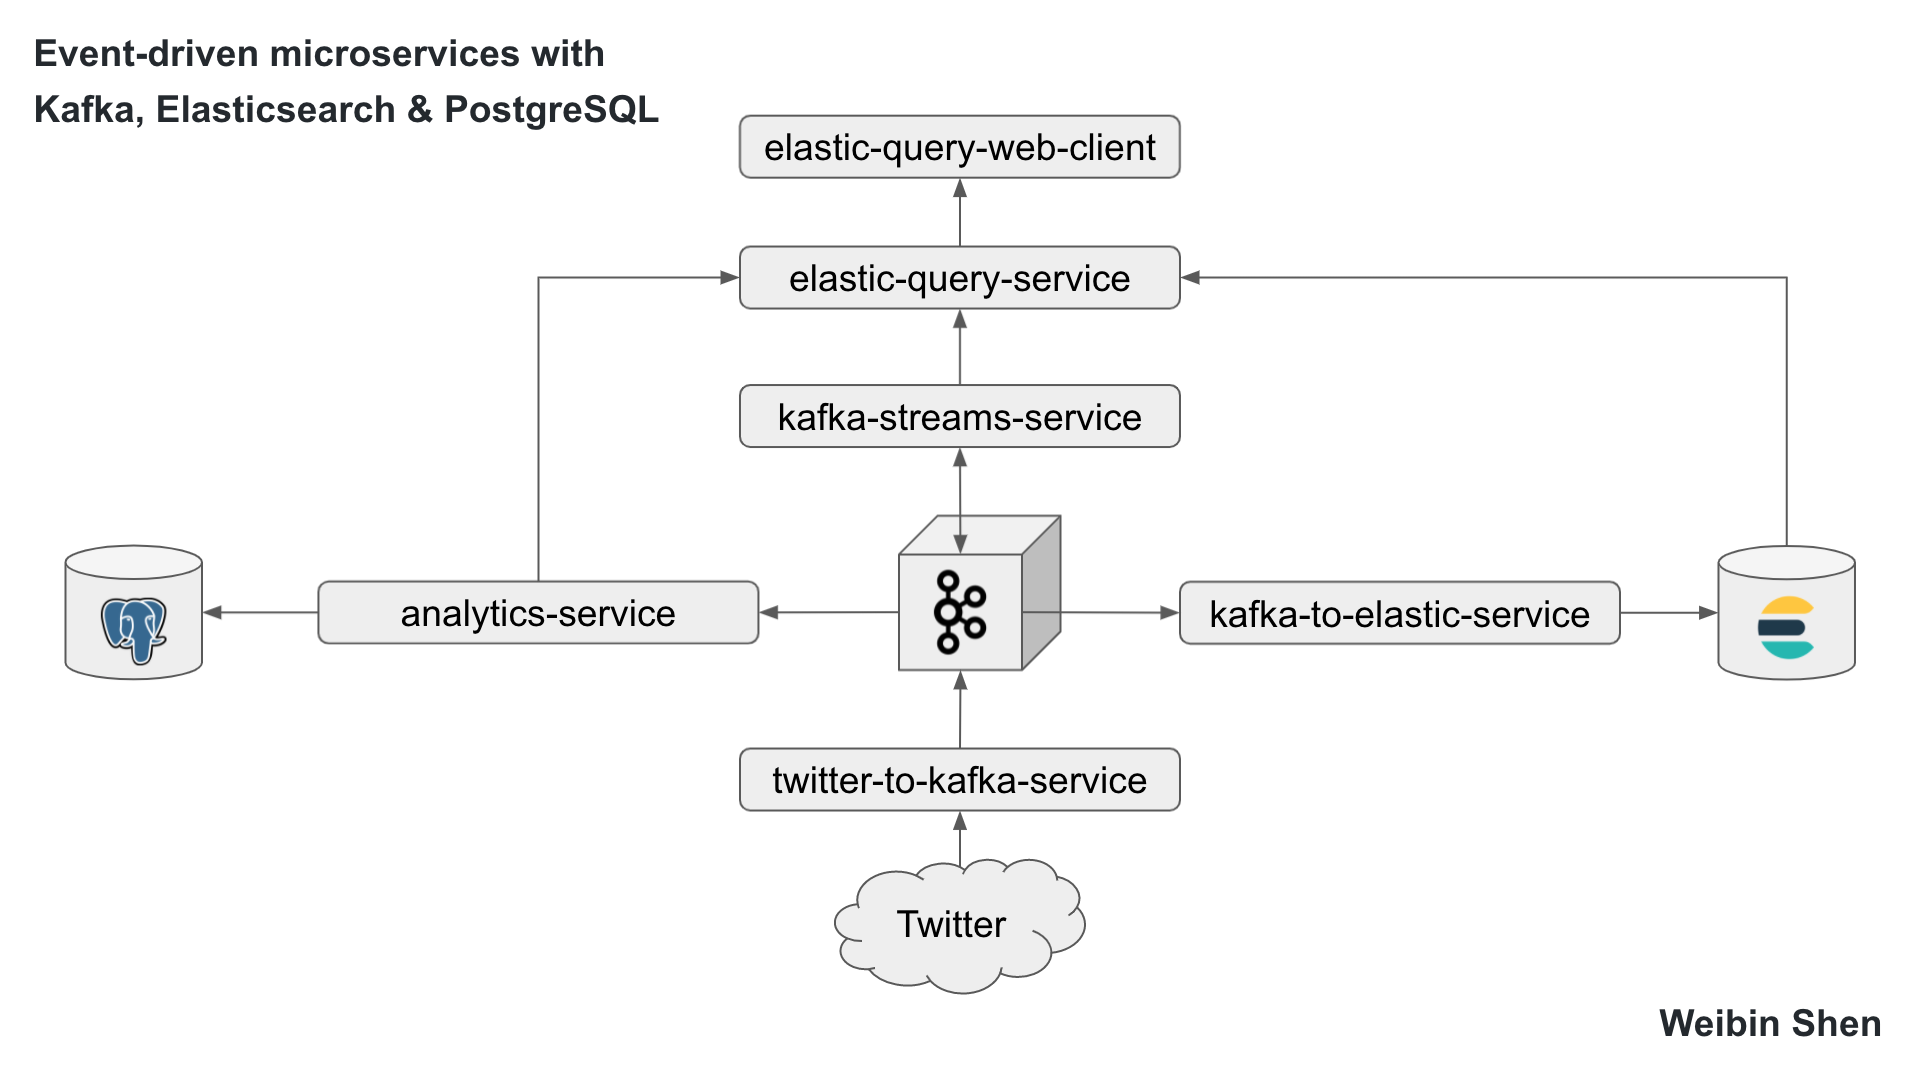 Event-driven microservices with
Kafka, Elasticsearch & PostgreSQL
elastic-query-web-client
elastic-query-service
kafka-streams-service
analytics-service
kafka-to-elastic-service
twitter-to-kafka-service
Twitter
Weibin Shen